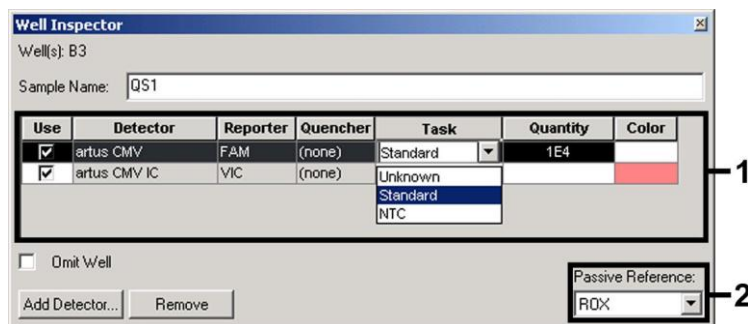 Well Inspector
Well(s): B3
Sample Name: QS1
Use Detector Reporter Quencher Task Quantity Color
artus CMV FAM (none) Standard 1E4
artus CMV IC VIC (none) Unknown
Standard
NTC
1
Omit Well
Passive Reference:
Add Detector... Remove ROX
2